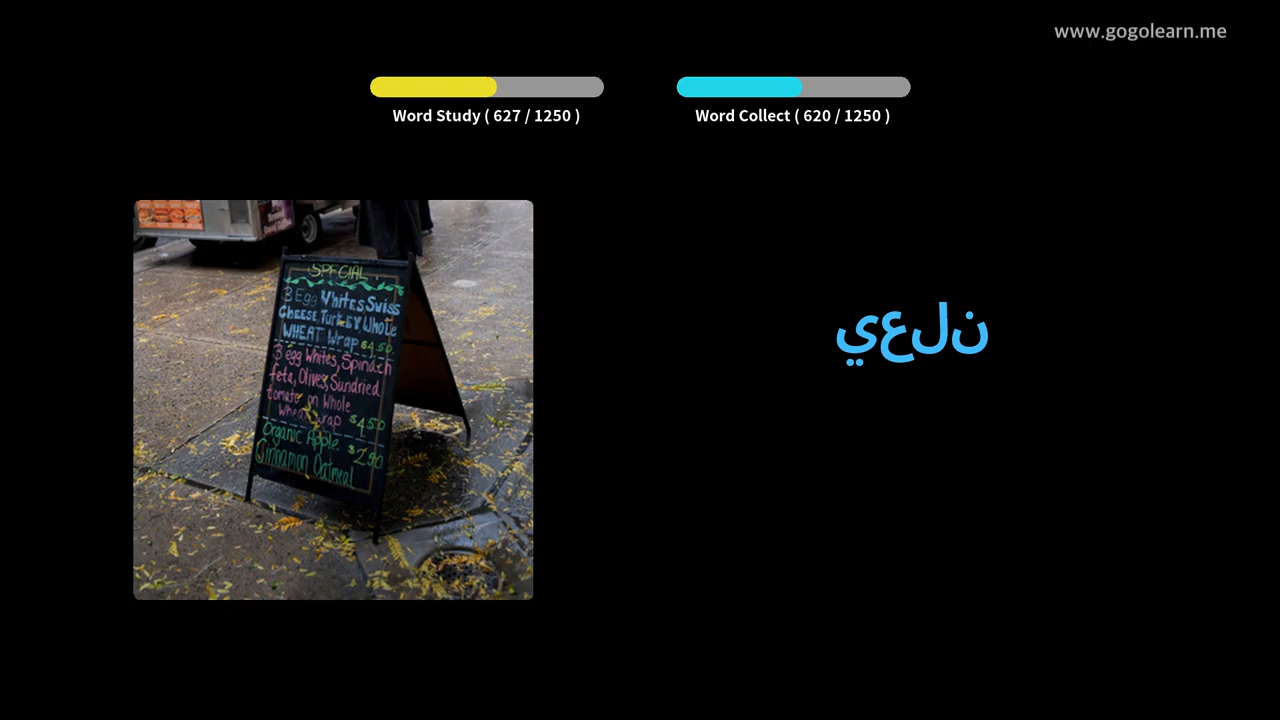 www.gogolearn.me
Word Study ( 627 / 1250 )
Word Collect ( 620 / 1250 )
SPECIAL
3 Egg Whites, Swiss
Cheese, Turkey Whole
WHEAT Wrap $4.50
3 egg Whites, Spinach
feta, Olives, Sundried
tomato on Whole
Wheat Wrap $4.50
Organic Apple $2.50
Cinnamon Oatmeal
نلعي